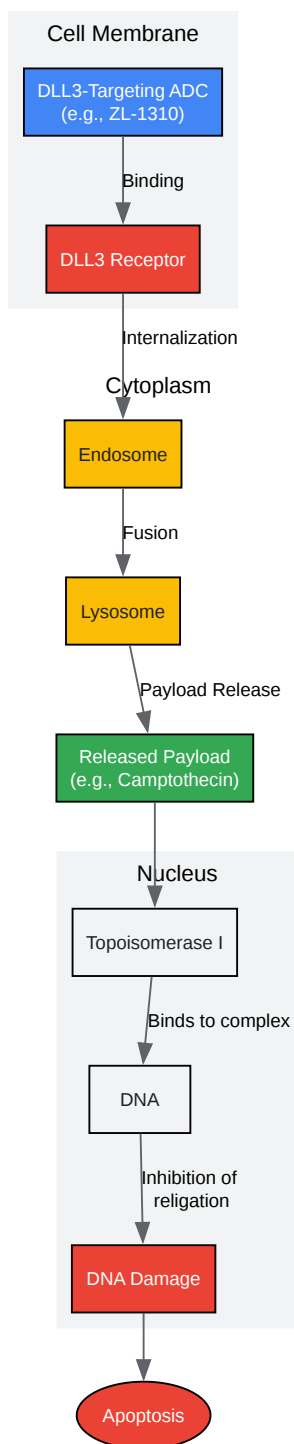 Cell Membrane
DLL3-Targeting ADC
(e.g., ZL-1310)
Binding
DLL3 Receptor
Internalization
Cytoplasm
Endosome
Fusion
Lysosome
Payload Release
Released Payload
(e.g., Camptothecin)
Nucleus
Topoisomerase I
Binds to complex
DNA
Inhibition of
religation
DNA Damage
Apoptosis